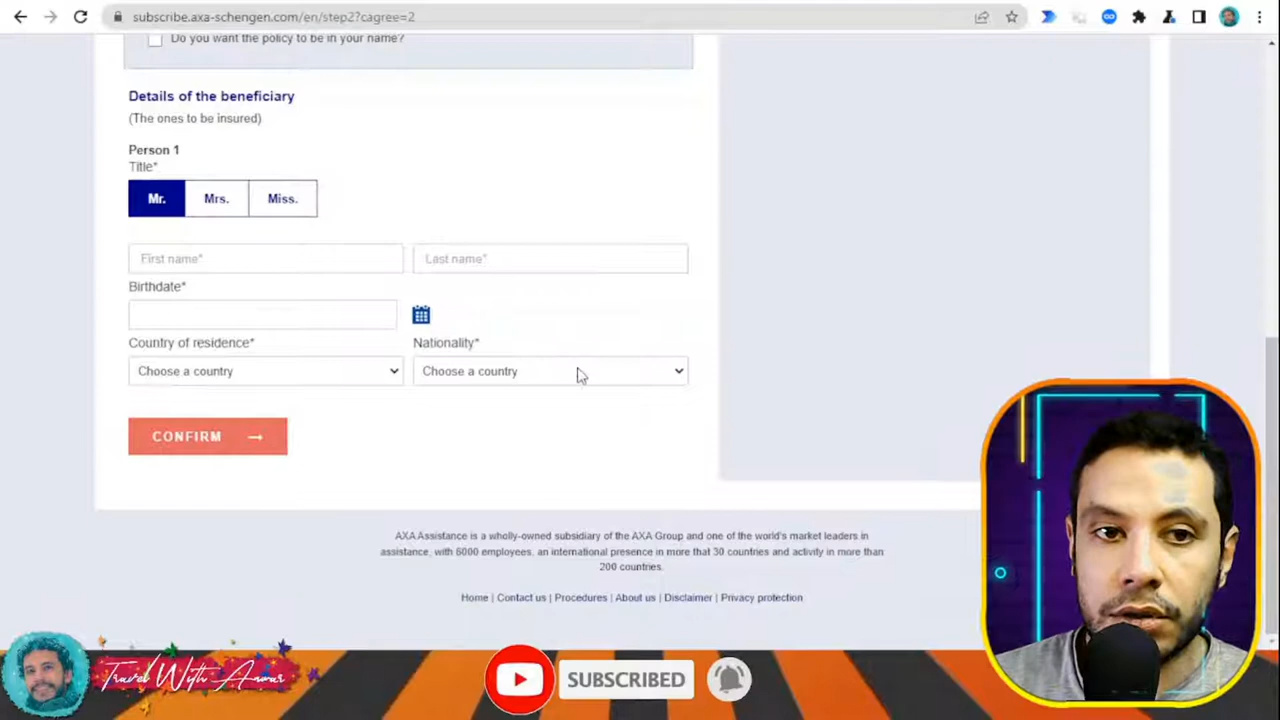 subscribe.axa-schengen.com/en/step2?cagree=2
Do you want the policy to be in your name?
Details of the beneficiary
(The ones to be insured)
Person 1
Title*
Mr. Mrs. Miss.
First name* Last name*
Birthdate*
Country of residence* Nationality*
Choose a country Choose a country
CONFIRM →
AXA Assistance is a wholly-owned subsidiary of the AXA Group and one of the world's market leaders in
assistance, with 6000 employees, an international presence in more that 30 countries and activity in more than
200 countries.
Home | Contact us | Procedures | About us | Disclaimer | Privacy protection
Travel With Anwar
SUBSCRIBED